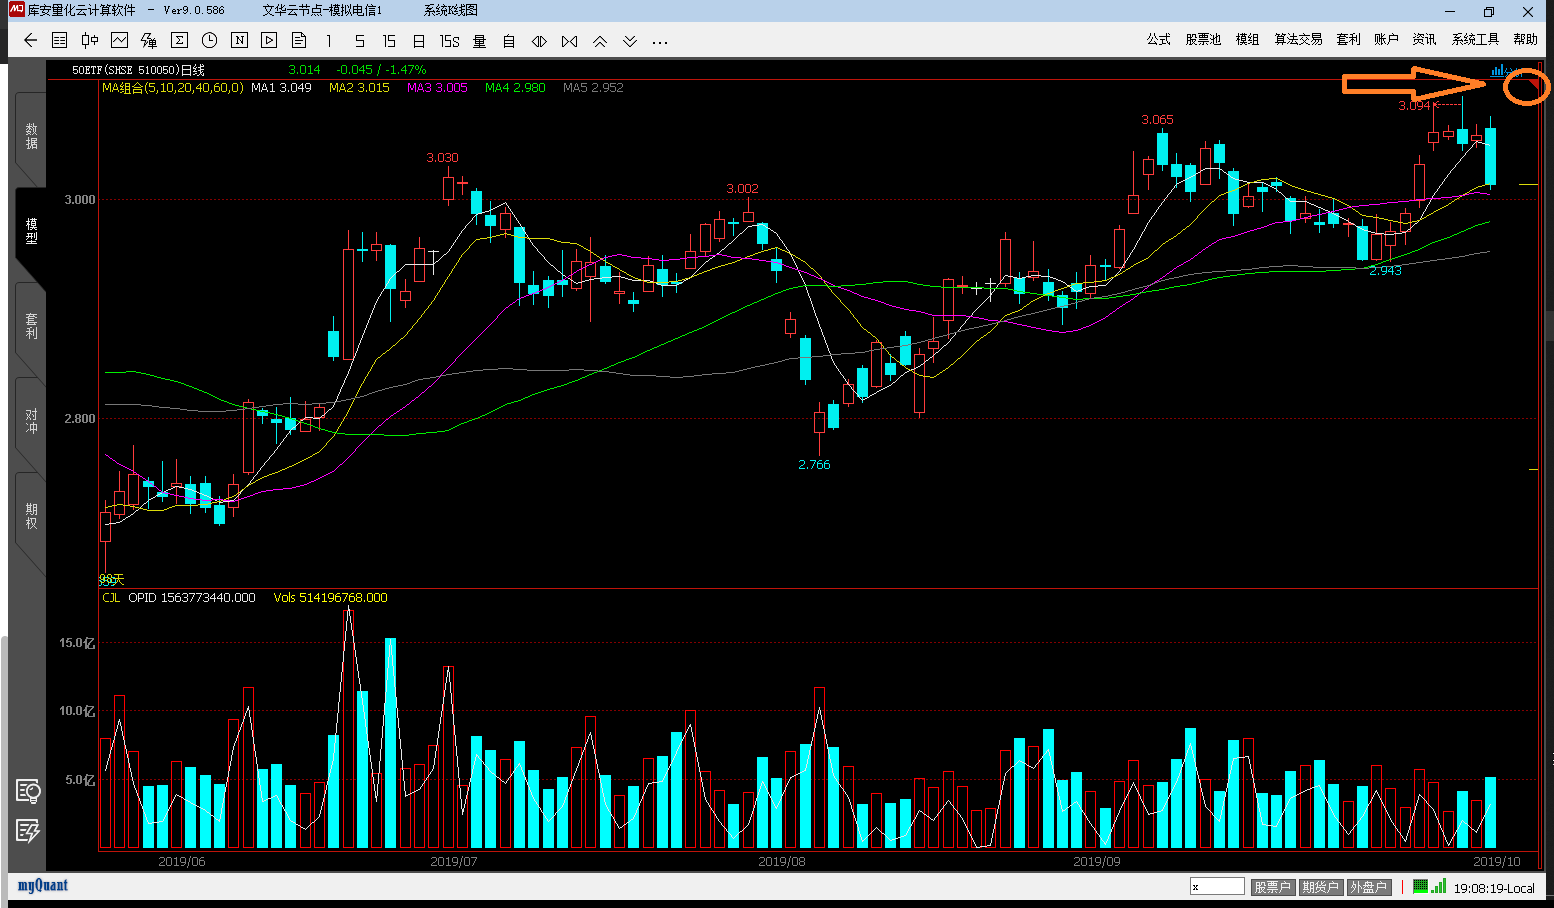 库安量化云计算软件 - Ver9.0.586 文华云节点-模拟电信1 系统K线图
1 5 15 日 15s 量 自 ... 公式 股票池 模组 算法交易 套利 账户 资讯 系统工具 帮助
50ETF(SHSE 510050)日线 3.014 -0.045 / -1.47%
MA组合(5,10,20,40,60,0) MA1 3.049 MA2 3.015 MA3 3.005 MA4 2.980 MA5 2.952
3.094
3.065
数据
3.030
3.002
3.000
模型
2.943
套利
2.800
对冲
2.766
期权
CJL OPID 1563773440.000 Vols 514196768.000
15.0亿
10.0亿
5.0亿
2019/06 2019/07 2019/08 2019/09 2019/10
myQuant x 股票户 期货户 外盘户 19:08:19-Local